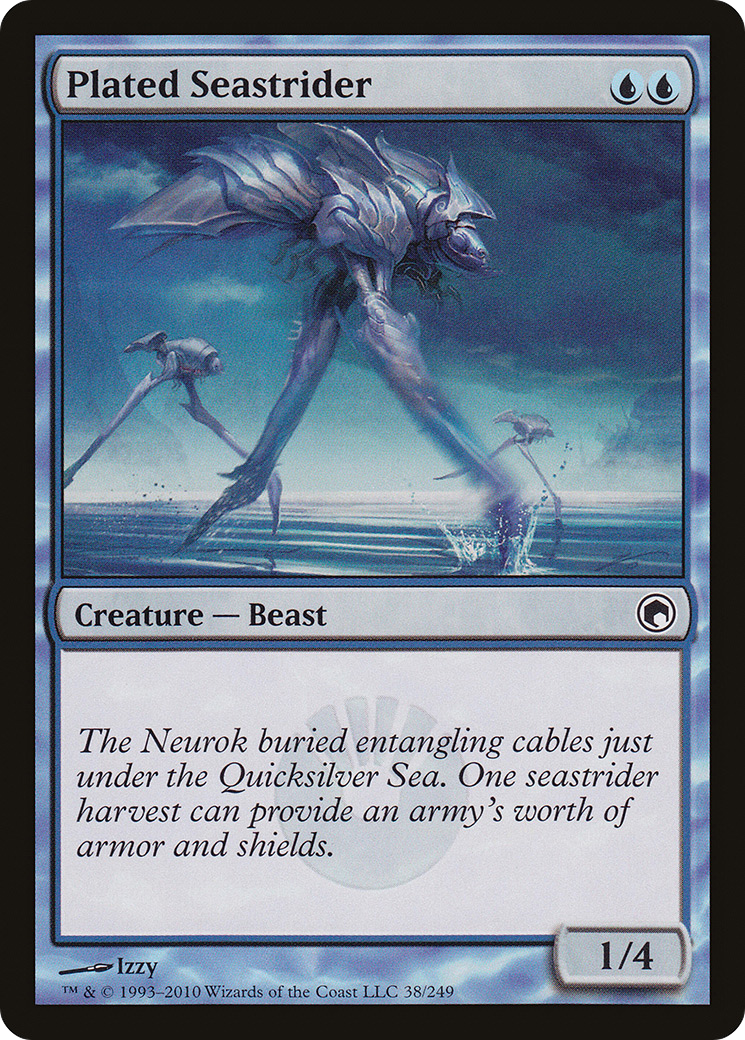 Plated Seastrider
Creature — Beast
The Neurok buried entangling cables just
under the Quicksilver Sea. One seastrider
harvest can provide an army's worth of
armor and shields.
1/4
Izzy
™ & © 1993–2010 Wizards of the Coast LLC 38/249